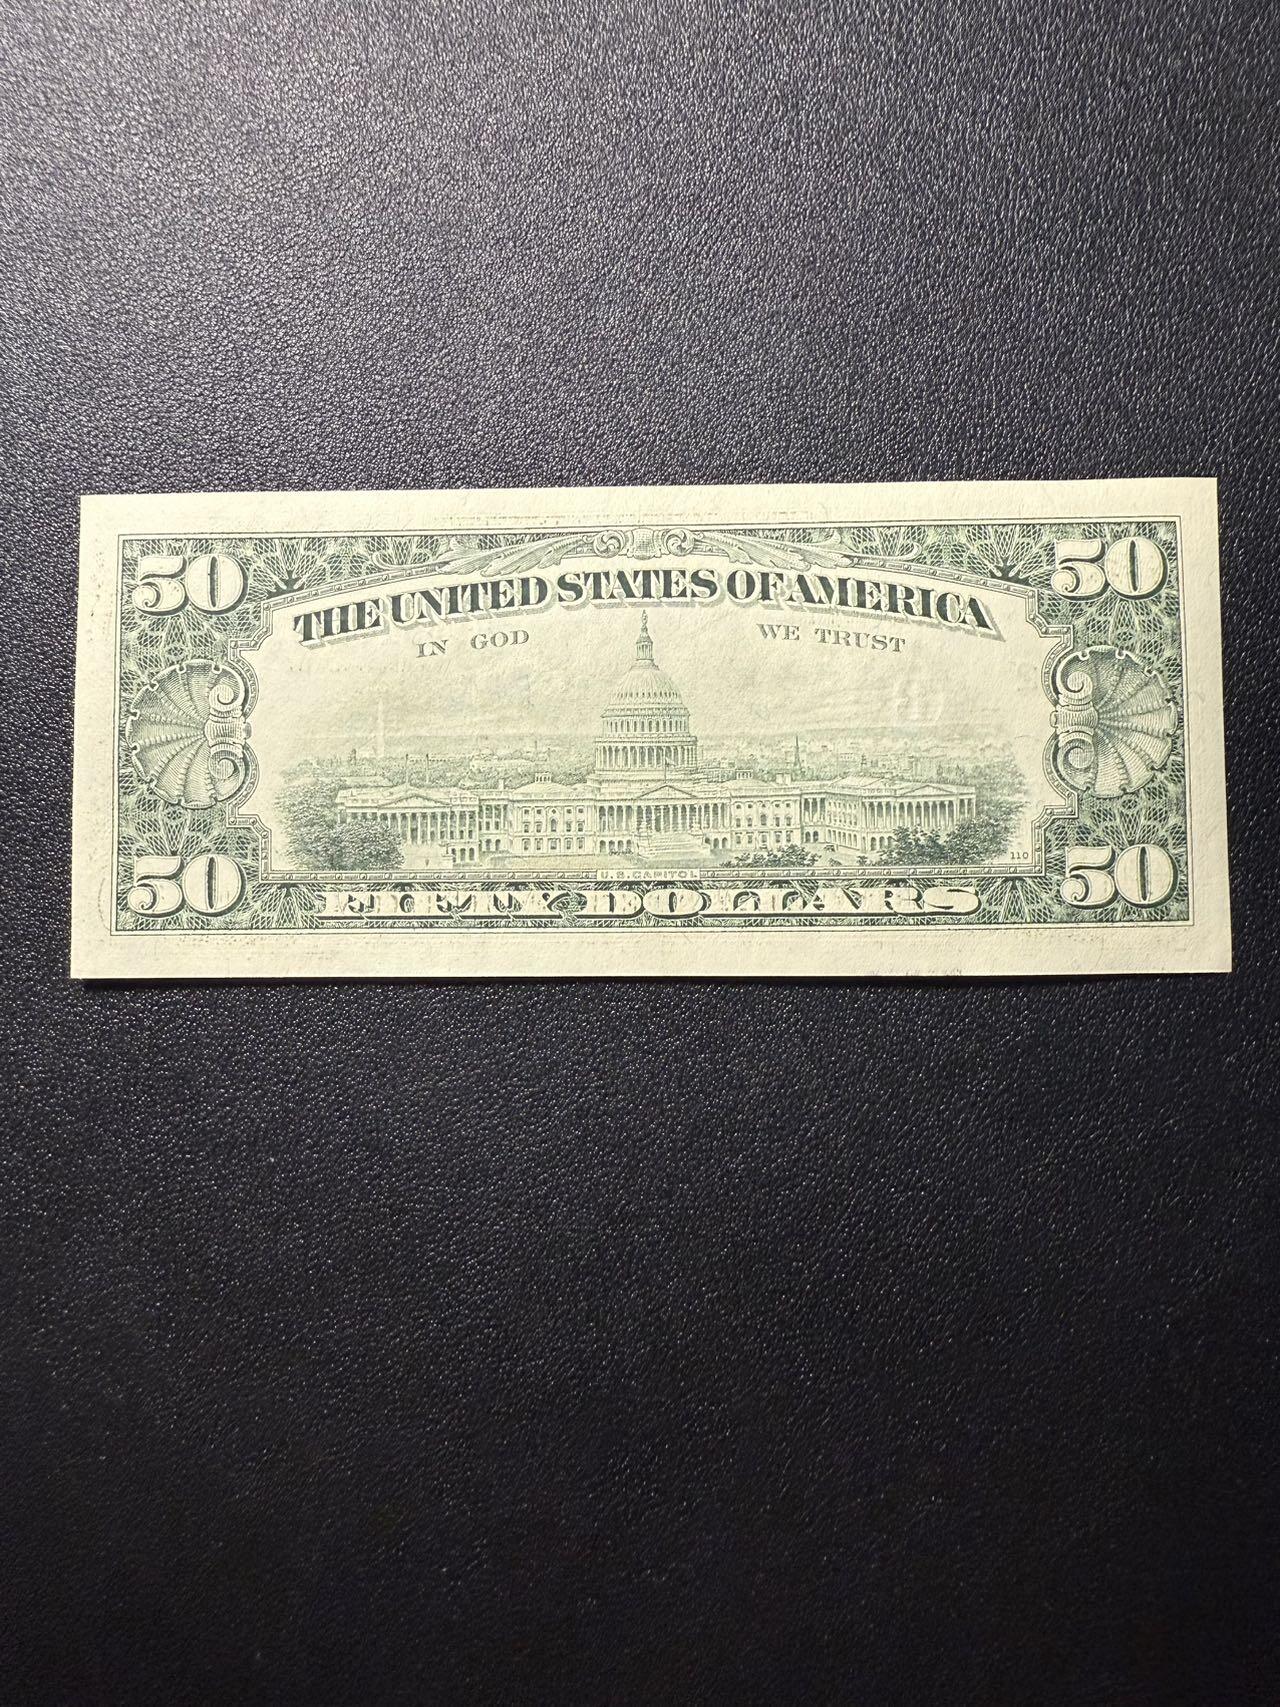 50 50
THE UNITED STATES OF AMERICA
IN GOD WE TRUST
110
U.S. CAPITOL
50 FIFTY DOLLARS 50